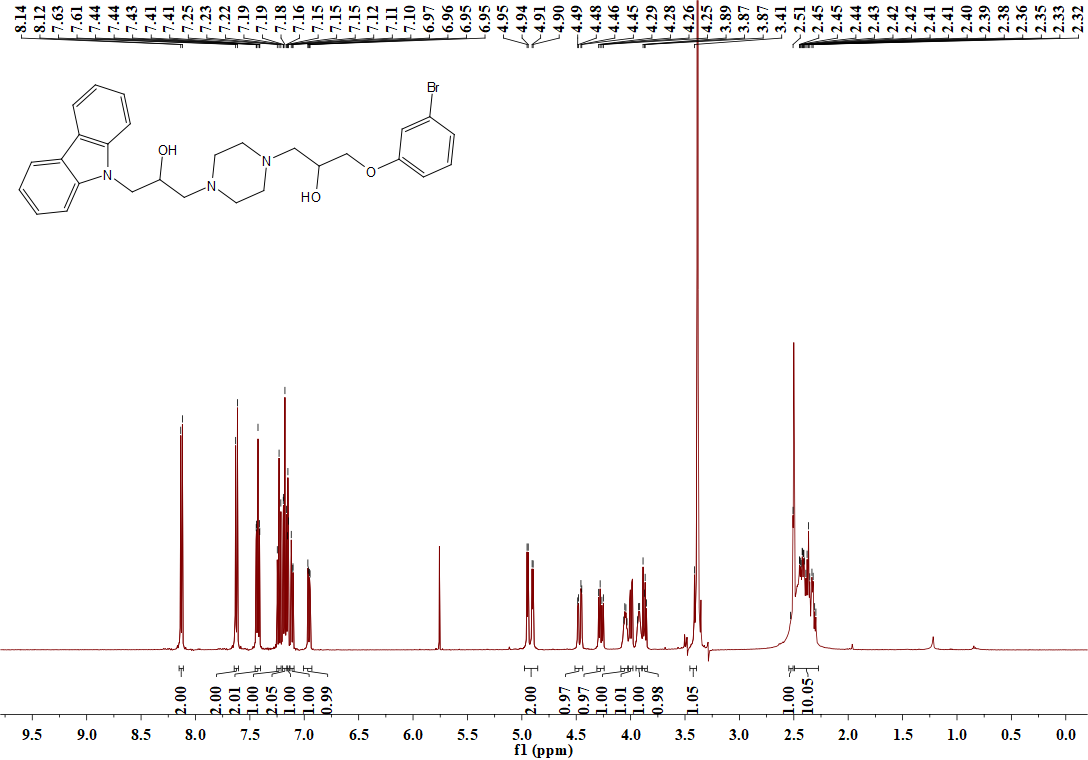 8.14 8.12 7.63 7.61 7.44 7.44 7.43 7.41 7.41 7.25 7.23 7.22 7.19 7.19 7.18 7.16 7.15 7.15 7.15 7.12 7.11 7.10 6.97 6.96 6.95 6.95 4.95 4.94 4.91 4.90 4.49 4.48 4.46 4.45 4.29 4.28 4.26 4.25 3.89 3.87 3.87 3.41 2.51 2.45 2.45 2.44 2.43 2.42 2.42 2.41 2.41 2.40 2.39 2.38 2.36 2.35 2.33 2.32
Br
OH
N
N
N
O
HO
2.00 2.00 2.01 1.00 2.05 1.00 1.00 0.99 2.00 0.97 0.97 1.00 1.01 1.00 0.98 1.05 1.00 10.05
9.5 9.0 8.5 8.0 7.5 7.0 6.5 6.0 5.5 5.0 4.5 4.0 3.5 3.0 2.5 2.0 1.5 1.0 0.5 0.0
f1 (ppm)